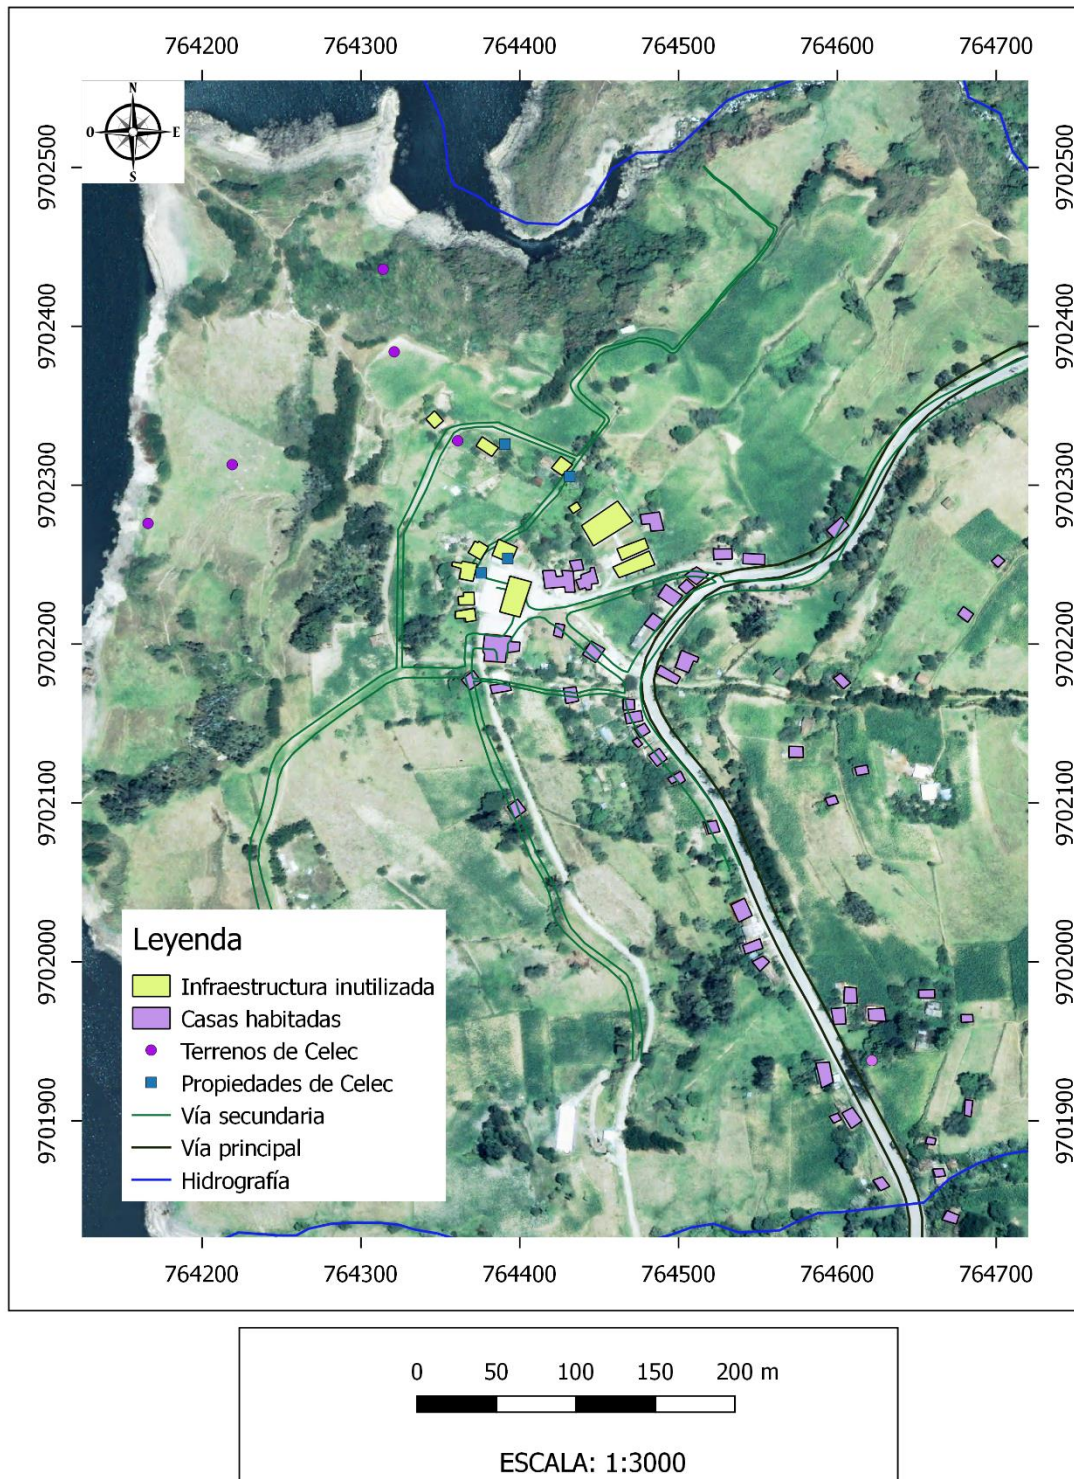 764200 764300 764400 764500 764600 764700
N
O E
S
9702500 9702500
9702400 9702400
9702300 9702300
9702200 9702200
9702100 9702100
9702000 9702000
9701900 9701900
Leyenda
Infraestructura inutilizada
Casas habitadas
Terrenos de Celec
Propiedades de Celec
Vía secundaria
Vía principal
Hidrografía
764200 764300 764400 764500 764600 764700
0 50 100 150 200 m
ESCALA: 1:3000